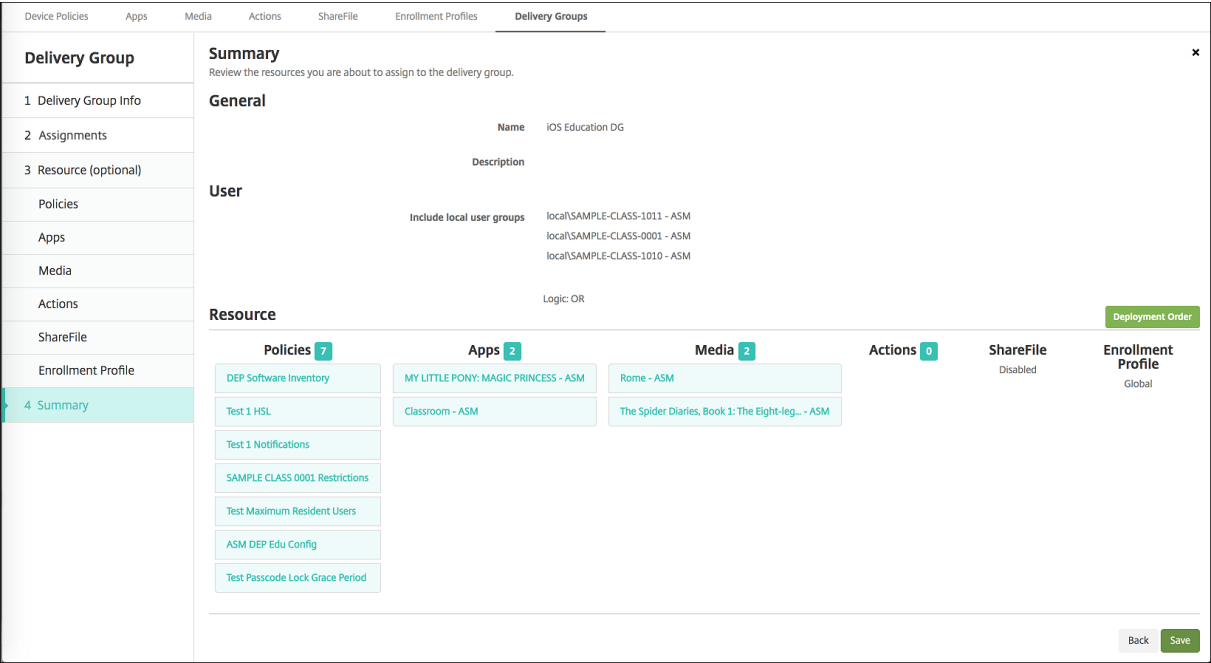 Device Policies Apps Media Actions ShareFile Enrollment Profiles Delivery Groups
Delivery Group
1 Delivery Group Info
2 Assignments
3 Resource (optional)
Policies
Apps
Media
Actions
ShareFile
Enrollment Profile
4 Summary
Summary
Review the resources you are about to assign to the delivery group.
General
Name iOS Education DG
Description
User
Include local user groups local\SAMPLE-CLASS-1011 - ASM
local\SAMPLE-CLASS-0001 - ASM
local\SAMPLE-CLASS-1010 - ASM
Logic: OR
Resource
Deployment Order
Policies 7
DEP Software Inventory
Test 1 HSL
Test 1 Notifications
SAMPLE CLASS 0001 Restrictions
Test Maximum Resident Users
ASM DEP Edu Config
Test Passcode Lock Grace Period
Apps 2
MY LITTLE PONY: MAGIC PRINCESS - ASM
Classroom - ASM
Media 2
Rome - ASM
The Spider Diaries, Book 1: The Eight-leg... - ASM
Actions 0
ShareFile
Disabled
Enrollment
Profile
Global
Back Save